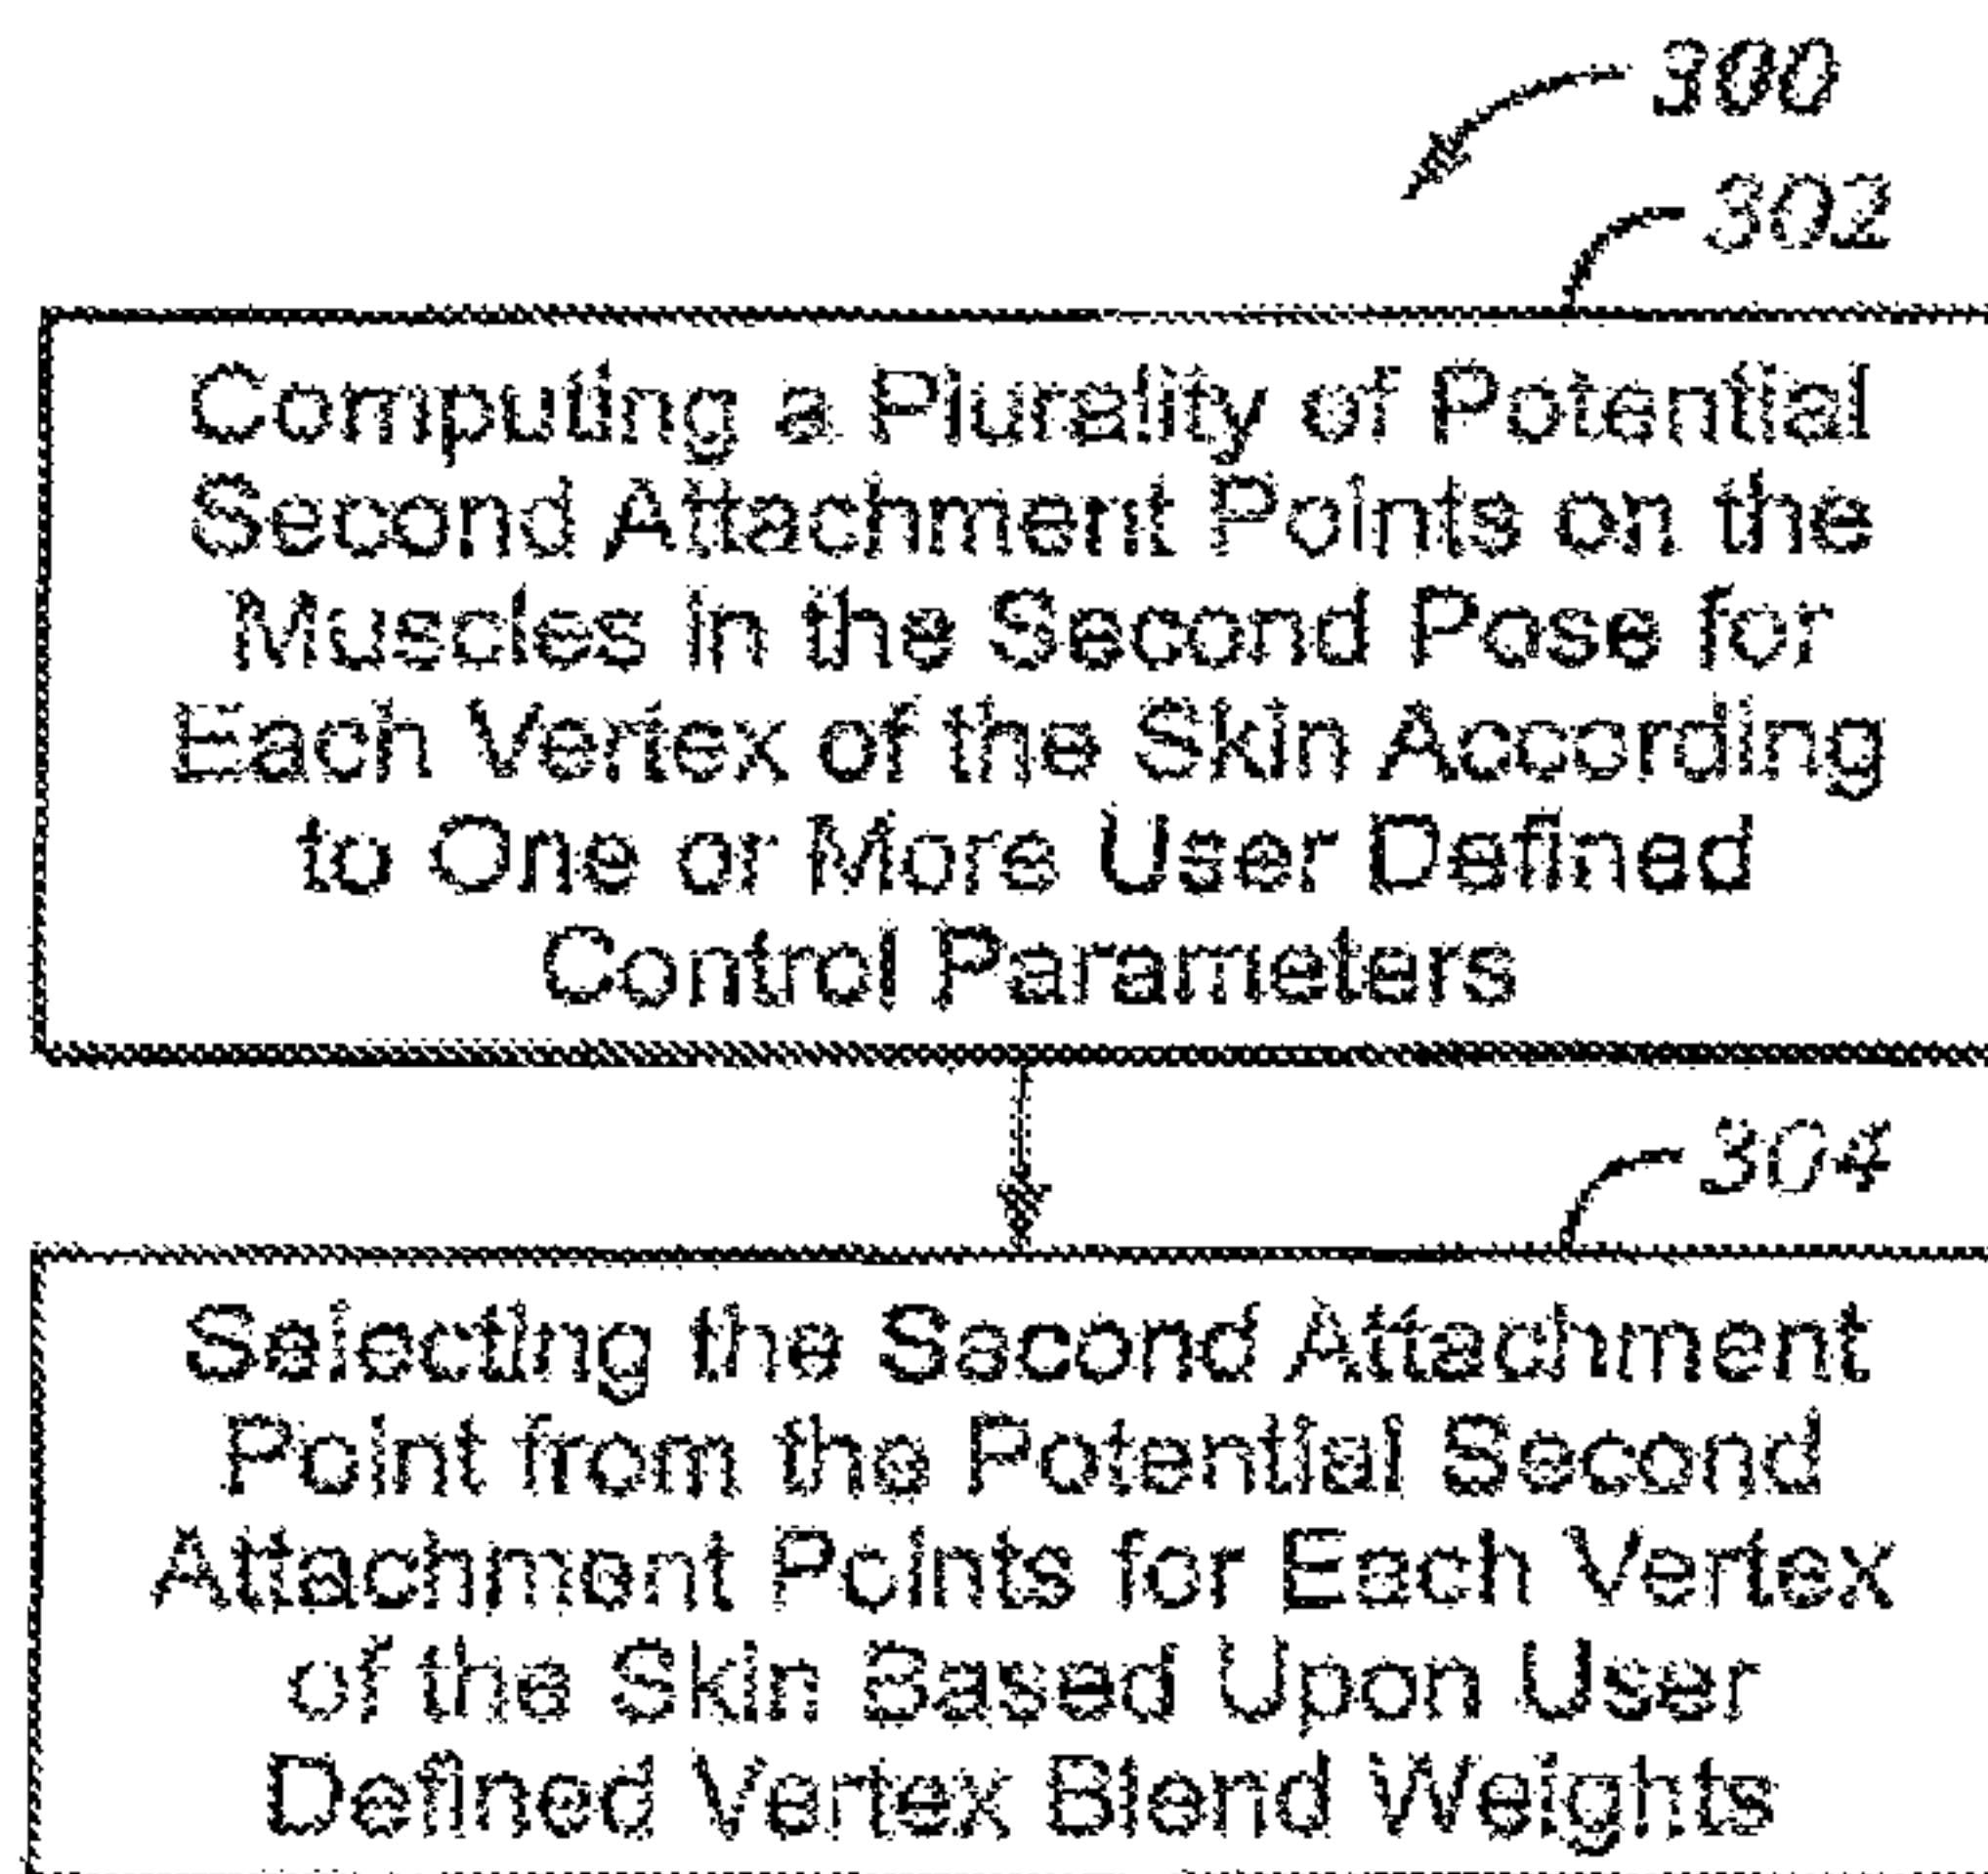 300
302
Computing a Plurality of Potential
Second Attachment Points on the
Muscles in the Second Pose for
Each Vertex of the Skin According
to One or More User Defined
Control Parameters
304
Selecting the Second Attachment
Point from the Potential Second
Attachment Points for Each Vertex
of the Skin Based Upon User
Defined Vertex Blend Weights